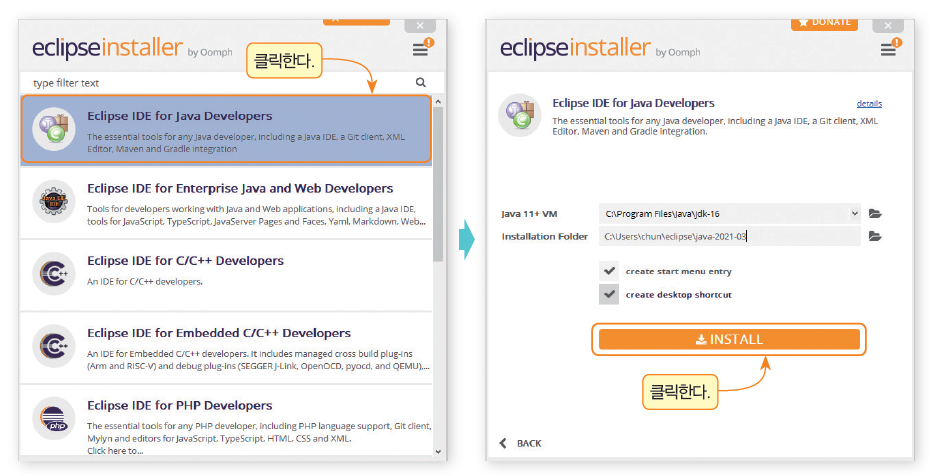 eclipseinstaller by Oomph
클릭한다.
type filter text
Eclipse IDE for Java Developers
The essential tools for any Java developer, including a Java IDE, a Git client, XML
Editor, Maven and Gradle integration
Eclipse IDE for Enterprise Java and Web Developers
Tools for developers working with Java and Web applications, including a Java IDE,
tools for JavaScript, TypeScript, JavaServer Pages and Faces, Yaml, Markdown, Web...
Eclipse IDE for C/C++ Developers
An IDE for C/C++ developers.
Eclipse IDE for Embedded C/C++ Developers
An IDE for Embedded C/C++ developers. It includes managed cross build plug-ins
(Arm and RISC-V) and debug plug-ins (SEGGER J-Link, OpenOCD, pyocd, and QEMU),...
Eclipse IDE for PHP Developers
The essential tools for any PHP developer, including PHP language support, Git client,
Mylyn and editors for JavaScript, TypeScript, HTML, CSS and XML.
Click here to...
php
DONATE
eclipseinstaller by Oomph
Eclipse IDE for Java Developers
details
The essential tools for any Java developer, including a Java IDE, a Git client, XML
Editor, Maven and Gradle integration.
Java 11+ VM
C:\Program Files\Java\jdk-16
Installation Folder
C:\Users\chun\eclipse\java-2021-03
create start menu entry
create desktop shortcut
INSTALL
클릭한다.
BACK